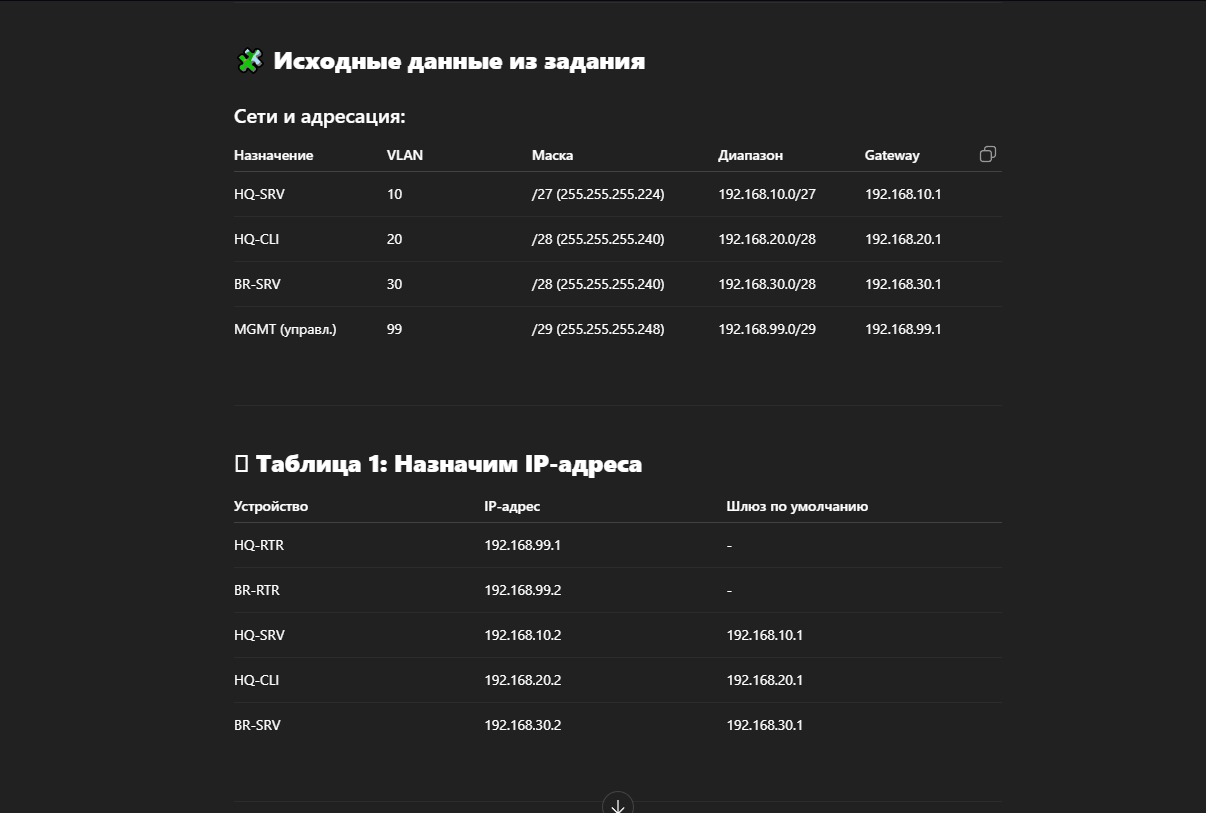 Исходные данные из задания
Сети и адресация:
Назначение VLAN Маска Диапазон Gateway
HQ-SRV 10 /27 (255.255.255.224) 192.168.10.0/27 192.168.10.1
HQ-CLI 20 /28 (255.255.255.240) 192.168.20.0/28 192.168.20.1
BR-SRV 30 /28 (255.255.255.240) 192.168.30.0/28 192.168.30.1
MGMT (управл.) 99 /29 (255.255.255.248) 192.168.99.0/29 192.168.99.1
Таблица 1: Назначим IP-адреса
Устройство IP-адрес Шлюз по умолчанию
HQ-RTR 192.168.99.1 -
BR-RTR 192.168.99.2 -
HQ-SRV 192.168.10.2 192.168.10.1
HQ-CLI 192.168.20.2 192.168.20.1
BR-SRV 192.168.30.2 192.168.30.1